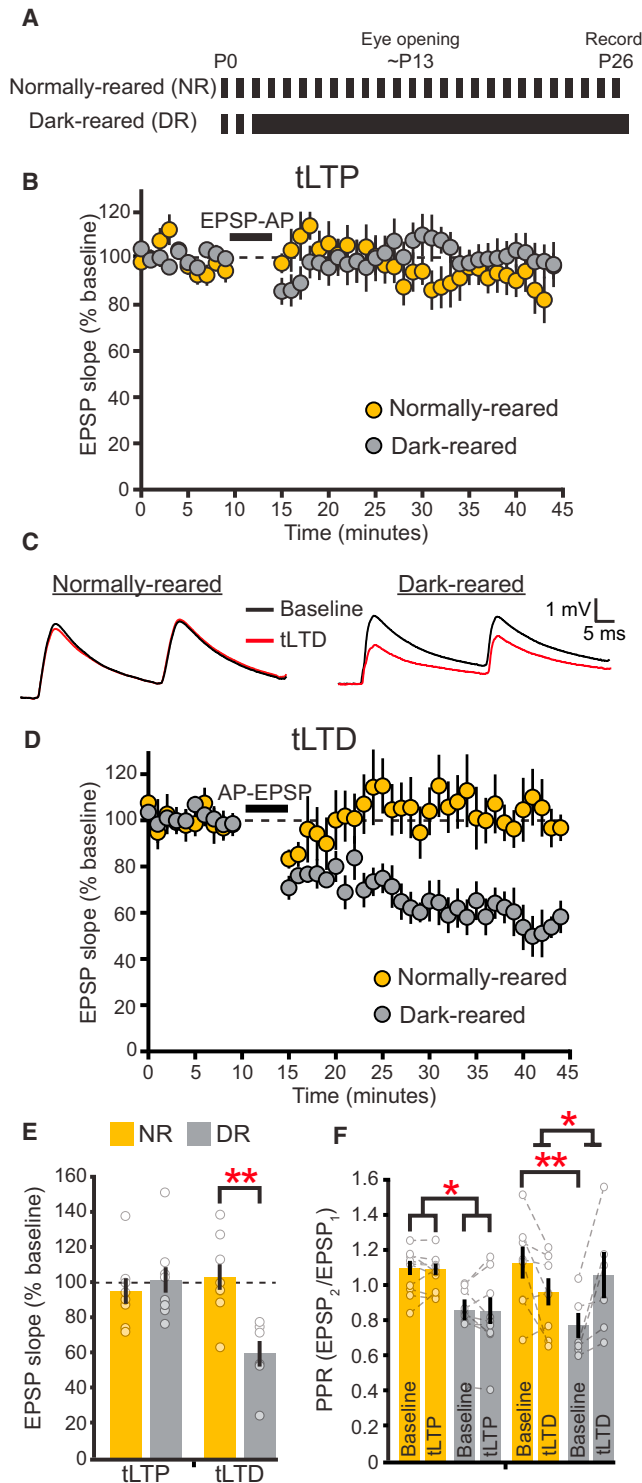 A
Eye opening
Record
P0
~P13
P26
Normally-reared (NR)
Dark-reared (DR)
B
tLTP
EPSP-AP
EPSP slope (% baseline)
120
100
80
60
40
20
0
Normally-reared
Dark-reared
0 5 10 15 20 25 30 35 40 45
Time (minutes)
C
Normally-reared
Dark-reared
Baseline
tLTD
1 mV
5 ms
D
tLTD
AP-EPSP
EPSP slope (% baseline)
120
100
80
60
40
20
0
Normally-reared
Dark-reared
0 5 10 15 20 25 30 35 40 45
Time (minutes)
E
NR
DR
EPSP slope (% baseline)
160
140
120
100
80
60
40
20
0
**
tLTP
tLTD
F
PPR (EPSP2/EPSP1)
1.6
1.4
1.2
1.0
0.8
0.6
0.4
0.2
0
*
**
*
Baseline
tLTP
Baseline
tLTP
Baseline
tLTD
Baseline
tLTD